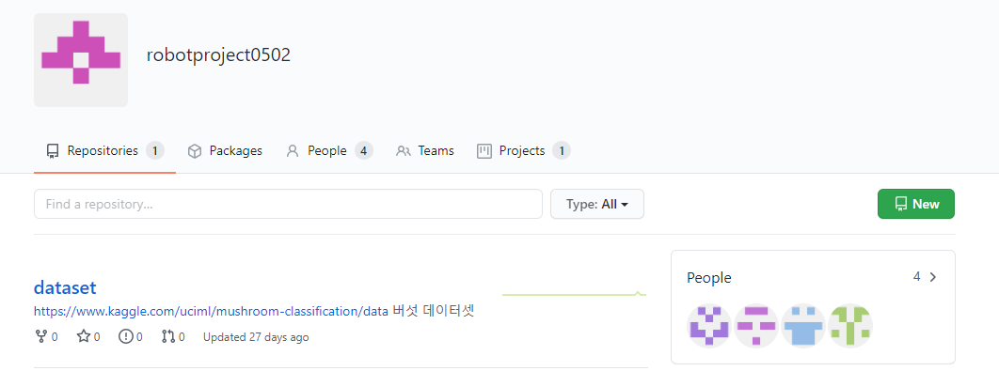 robotproject0502
Repositories 1 Packages People 4 Teams Projects 1
Find a repository... Type: All New
dataset
https://www.kaggle.com/uciml/mushroom-classification/data 버섯 데이터셋
0 0 0 0 Updated 27 days ago
People 4